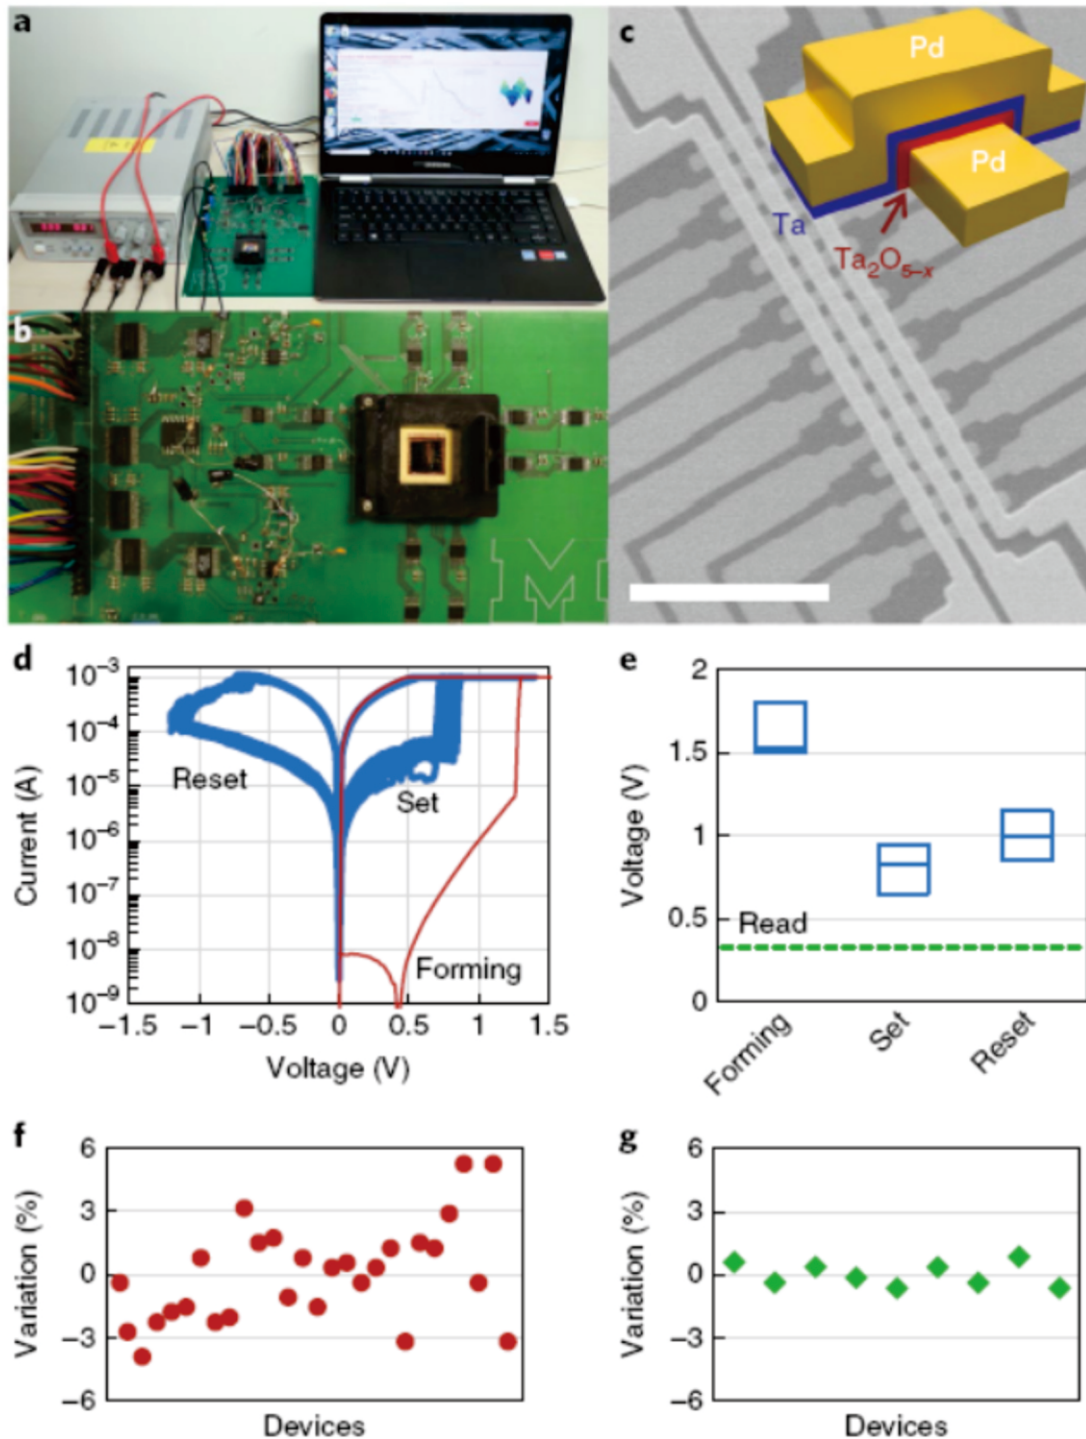 a
b
c
Pd
Pd
Ta
Ta₂O₅₋ₓ
M
d
10⁻³
10⁻⁴
10⁻⁵
10⁻⁶
10⁻⁷
10⁻⁸
10⁻⁹
Current (A)
Reset
Set
Forming
−1.5 −1 −0.5 0 0.5 1 1.5
Voltage (V)
e
2
1.5
1
0.5
0
Voltage (V)
Read
Forming
Set
Reset
f
6
3
0
−3
−6
Variation (%)
Devices
g
6
3
0
−3
−6
Variation (%)
Devices